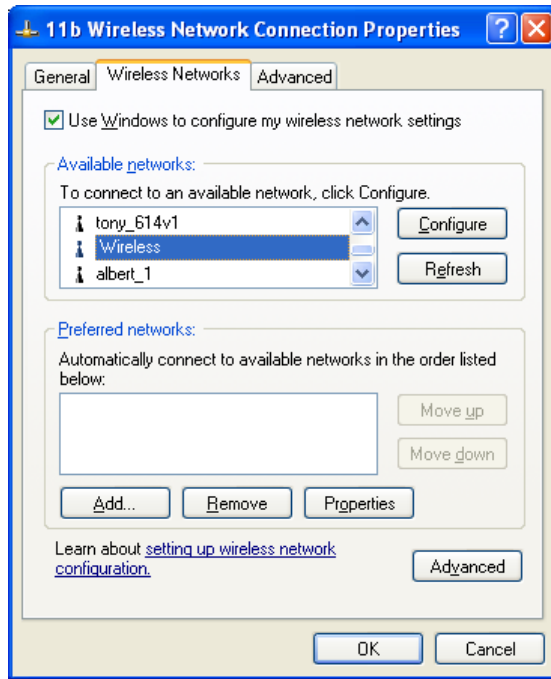 11b Wireless Network Connection Properties
General Wireless Networks Advanced
Use Windows to configure my wireless network settings
Available networks:
To connect to an available network, click Configure.
tony_614v1
Wireless
albert_1
Configure
Refresh
Preferred networks:
Automatically connect to available networks in the order listed
below:
Move up
Move down
Add... Remove Properties
Learn about setting up wireless network
configuration.
Advanced
OK Cancel